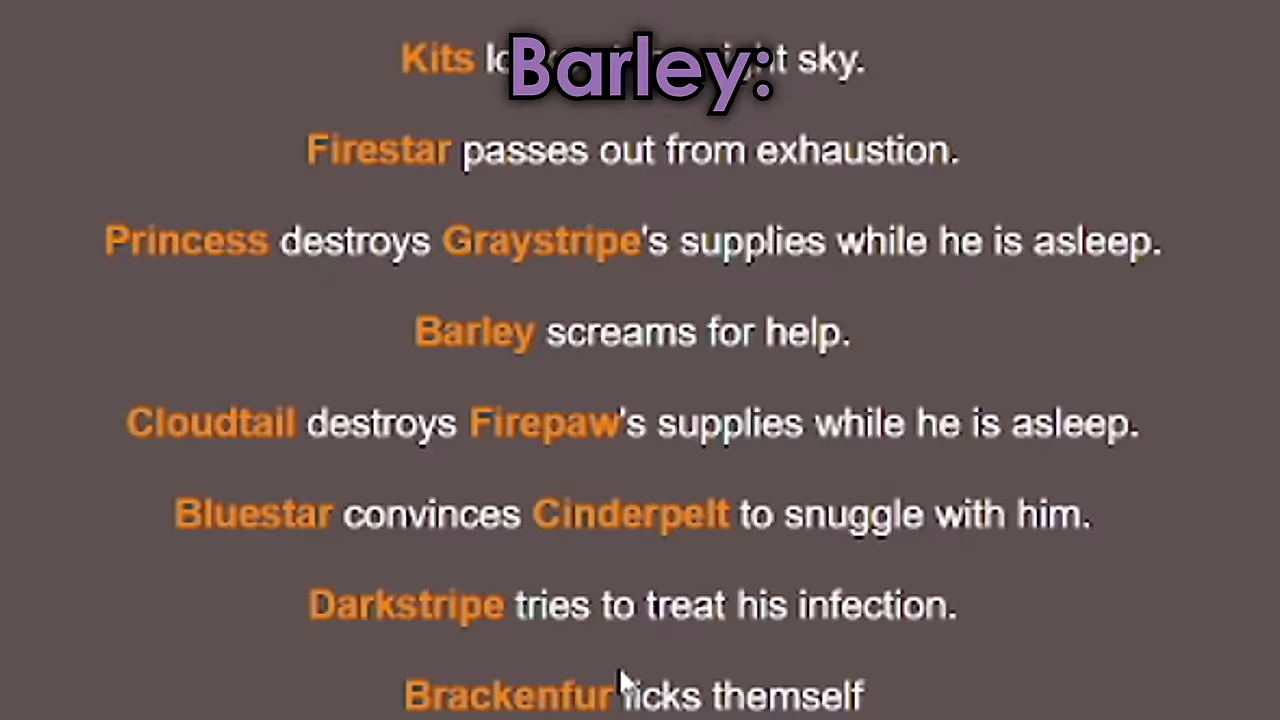 Barley:
Kits sky.
Firestar passes out from exhaustion.
Princess destroys Graystripe's supplies while he is asleep.
Barley screams for help.
Cloudtail destroys Firepaw's supplies while he is asleep.
Bluestar convinces Cinderpelt to snuggle with him.
Darkstripe tries to treat his infection.
Brackenfur licks themself